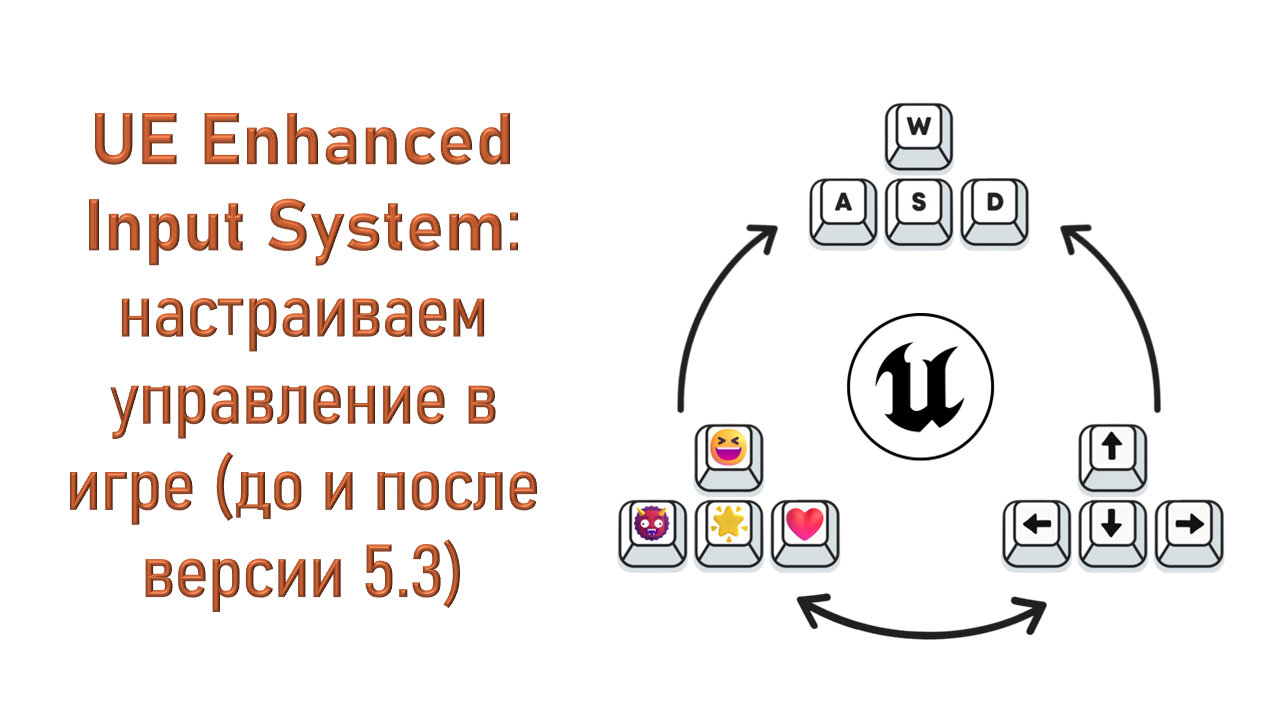 UE Enhanced
Input System:
настраиваем
управление в
игре (до и после
версии 5.3)
W
A S D